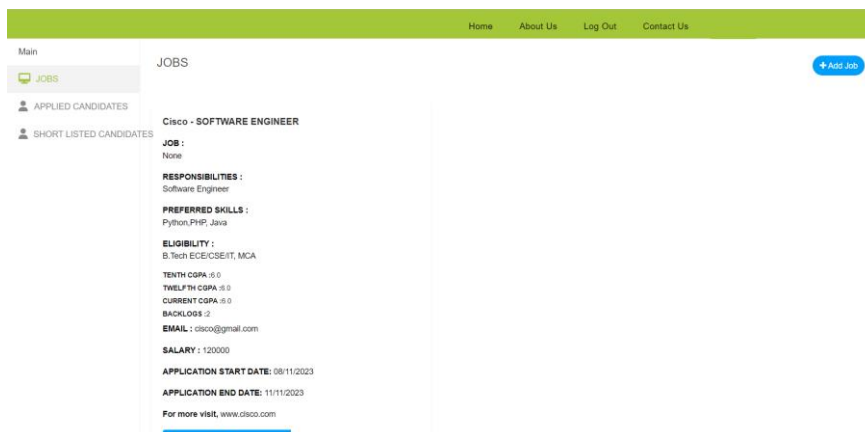 Home About Us Log Out Contact Us
Main
JOBS
APPLIED CANDIDATES
SHORT LISTED CANDIDATES
JOBS
+ Add Job
Cisco - SOFTWARE ENGINEER
JOB :
None
RESPONSIBILITIES :
Software Engineer
PREFERRED SKILLS :
Python,PHP, Java
ELIGIBILITY :
B.Tech ECE/CSE/IT, MCA
TENTH CGPA :6.0
TWELFTH CGPA :6.0
CURRENT CGPA :6.0
BACKLOGS :2
EMAIL : cisco@gmail.com
SALARY : 120000
APPLICATION START DATE: 08/11/2023
APPLICATION END DATE: 11/11/2023
For more visit, www.cisco.com